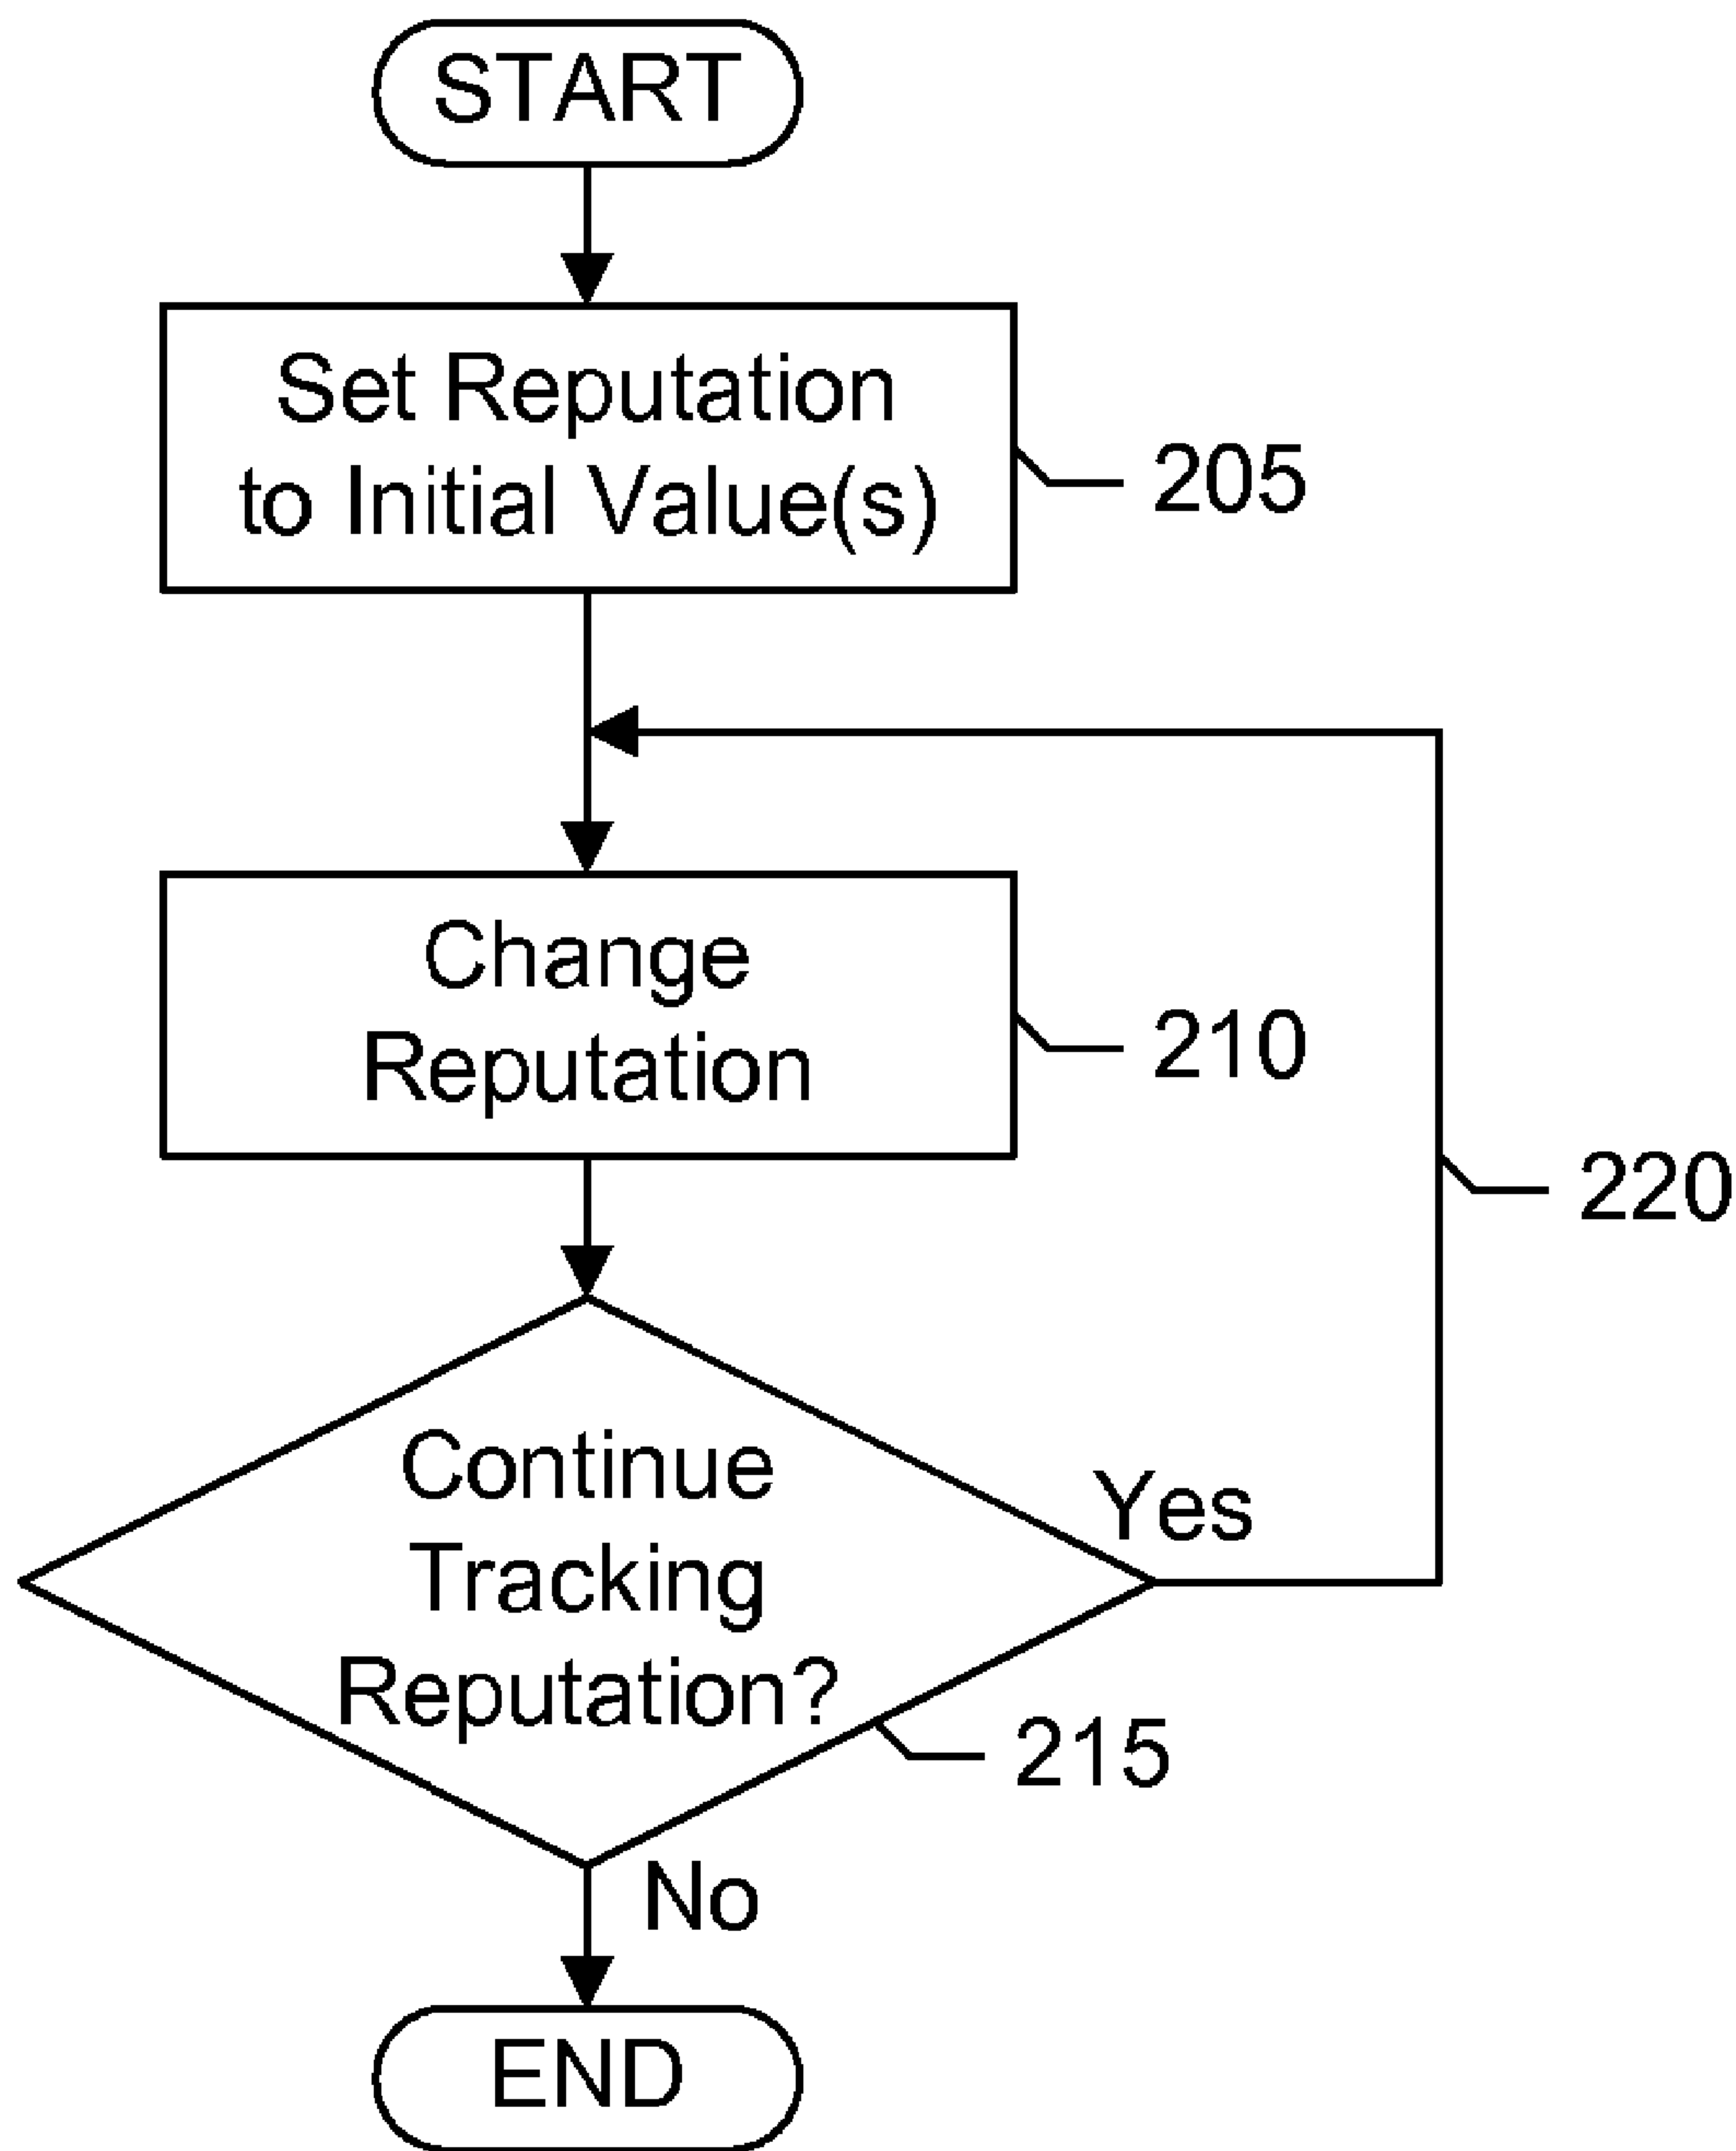 START
Set Reputation
to Initial Value(s)
205
Change
Reputation
210
220
Continue
Tracking
Reputation?
Yes
215
No
END